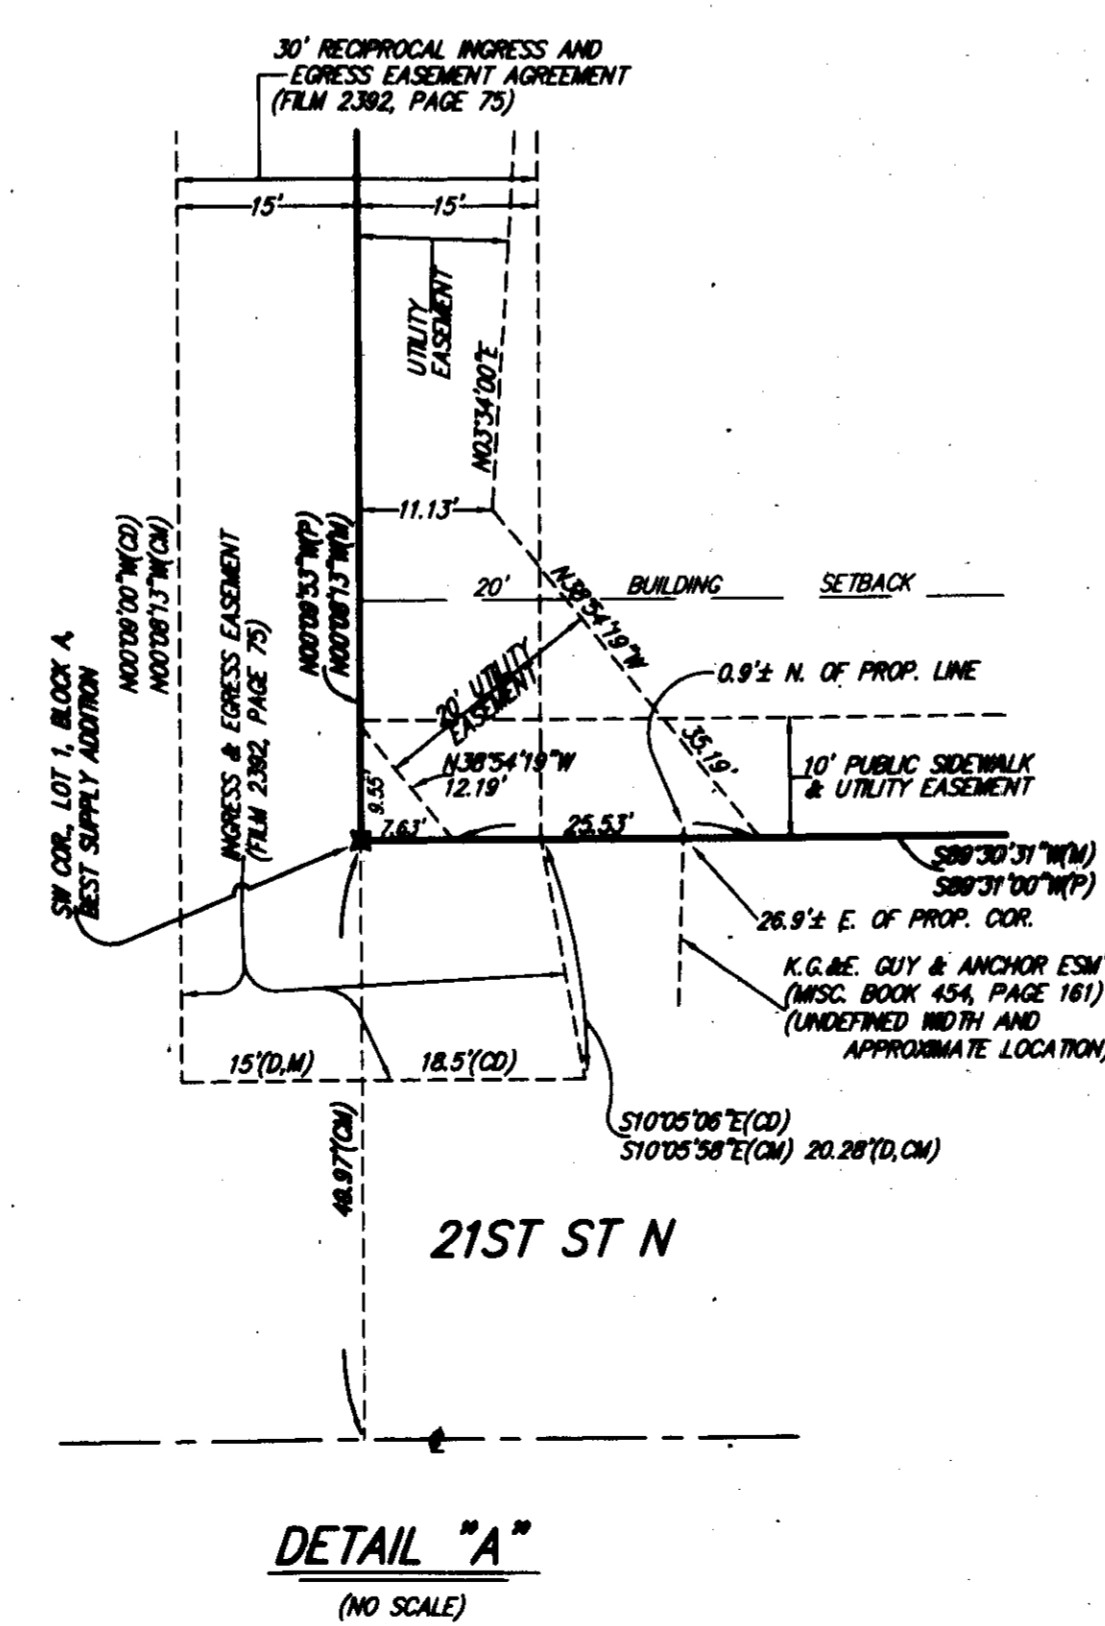 30' RECIPROCAL INGRESS AND
EGRESS EASEMENT AGREEMENT
(FILM 2392, PAGE 75)
15'
15'
UTILITY
EASEMENT
N03°34'00"E
11.13'
N00°09'00"W(CD)
N00°08'13"W(CM)
INGRESS & EGRESS EASEMENT
(FILM 2392, PAGE 75)
N00°09'53"W(P)
N00°08'13"W(M)
20' BUILDING SETBACK
N38°54'19"W
35.19'
20' UTILITY
EASEMENT
0.9'± N. OF PROP. LINE
SW COR., LOT 1, BLOCK A,
BEST SUPPLY ADDITION
N38°54'19"W
12.19'
9.55'
7.63'
25.53'
10' PUBLIC SIDEWALK
& UTILITY EASEMENT
S89°30'31"W(M)
S89°31'00"W(P)
26.9'± E. OF PROP. COR.
K.G.&E. GUY & ANCHOR ESM'
(MISC. BOOK 454, PAGE 161)
(UNDEFINED WIDTH AND
APPROXIMATE LOCATION)
15'(D,M)
18.5'(CD)
S10°05'06"E(CD)
S10°05'58"E(CM) 20.28'(D,CM)
21ST ST N
DETAIL "A"
(NO SCALE)